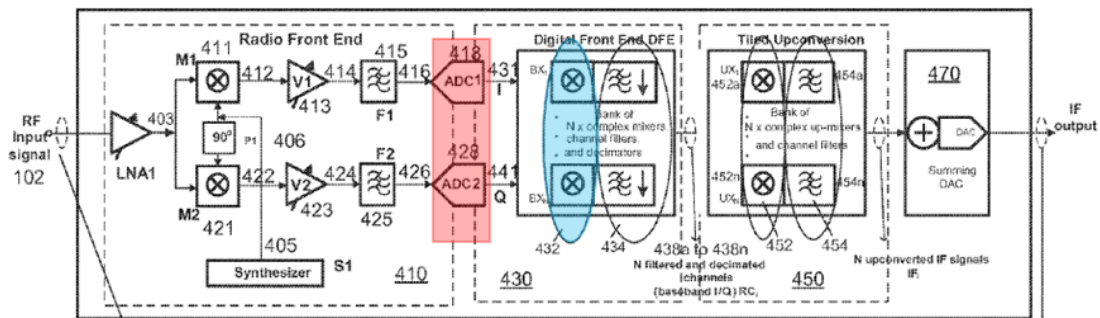 Radio Front End
Digital Front End DFE
Tiled Upconversion
411
M1
412
V1
413
414
415
F1
416
418
ADC1
431
I
BX₁
UX₁
452a
454a
470
RF
Input
signal
102
403
LNA1
90°
P1
406
Bank of
N x complex mixers
channel filters,
and decimators
Bank of
N x complex up-mixers
and channel filters
DAC
Summing
DAC
IF
output
M2
421
422
V2
423
424
F2
425
426
428
ADC2
441
Q
BXₙ
452n
UXₙ
454n
432
434
438a to 438n
452
454
405
Synthesizer
S1
410
430
N filtered and decimated
channels
(baseband I/Q) RCᵢ
450
N upconverted IF signals
IFᵢ